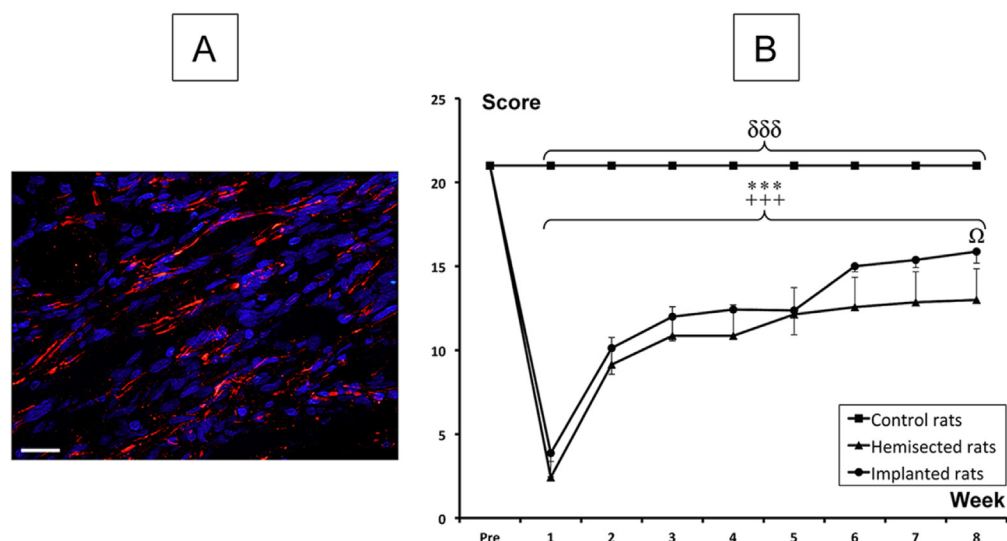 A
B
Score
25
20
15
10
5
0
δδδ
***
+++
Ω
Control rats
Hemisected rats
Implanted rats
Week
Pre 1 2 3 4 5 6 7 8